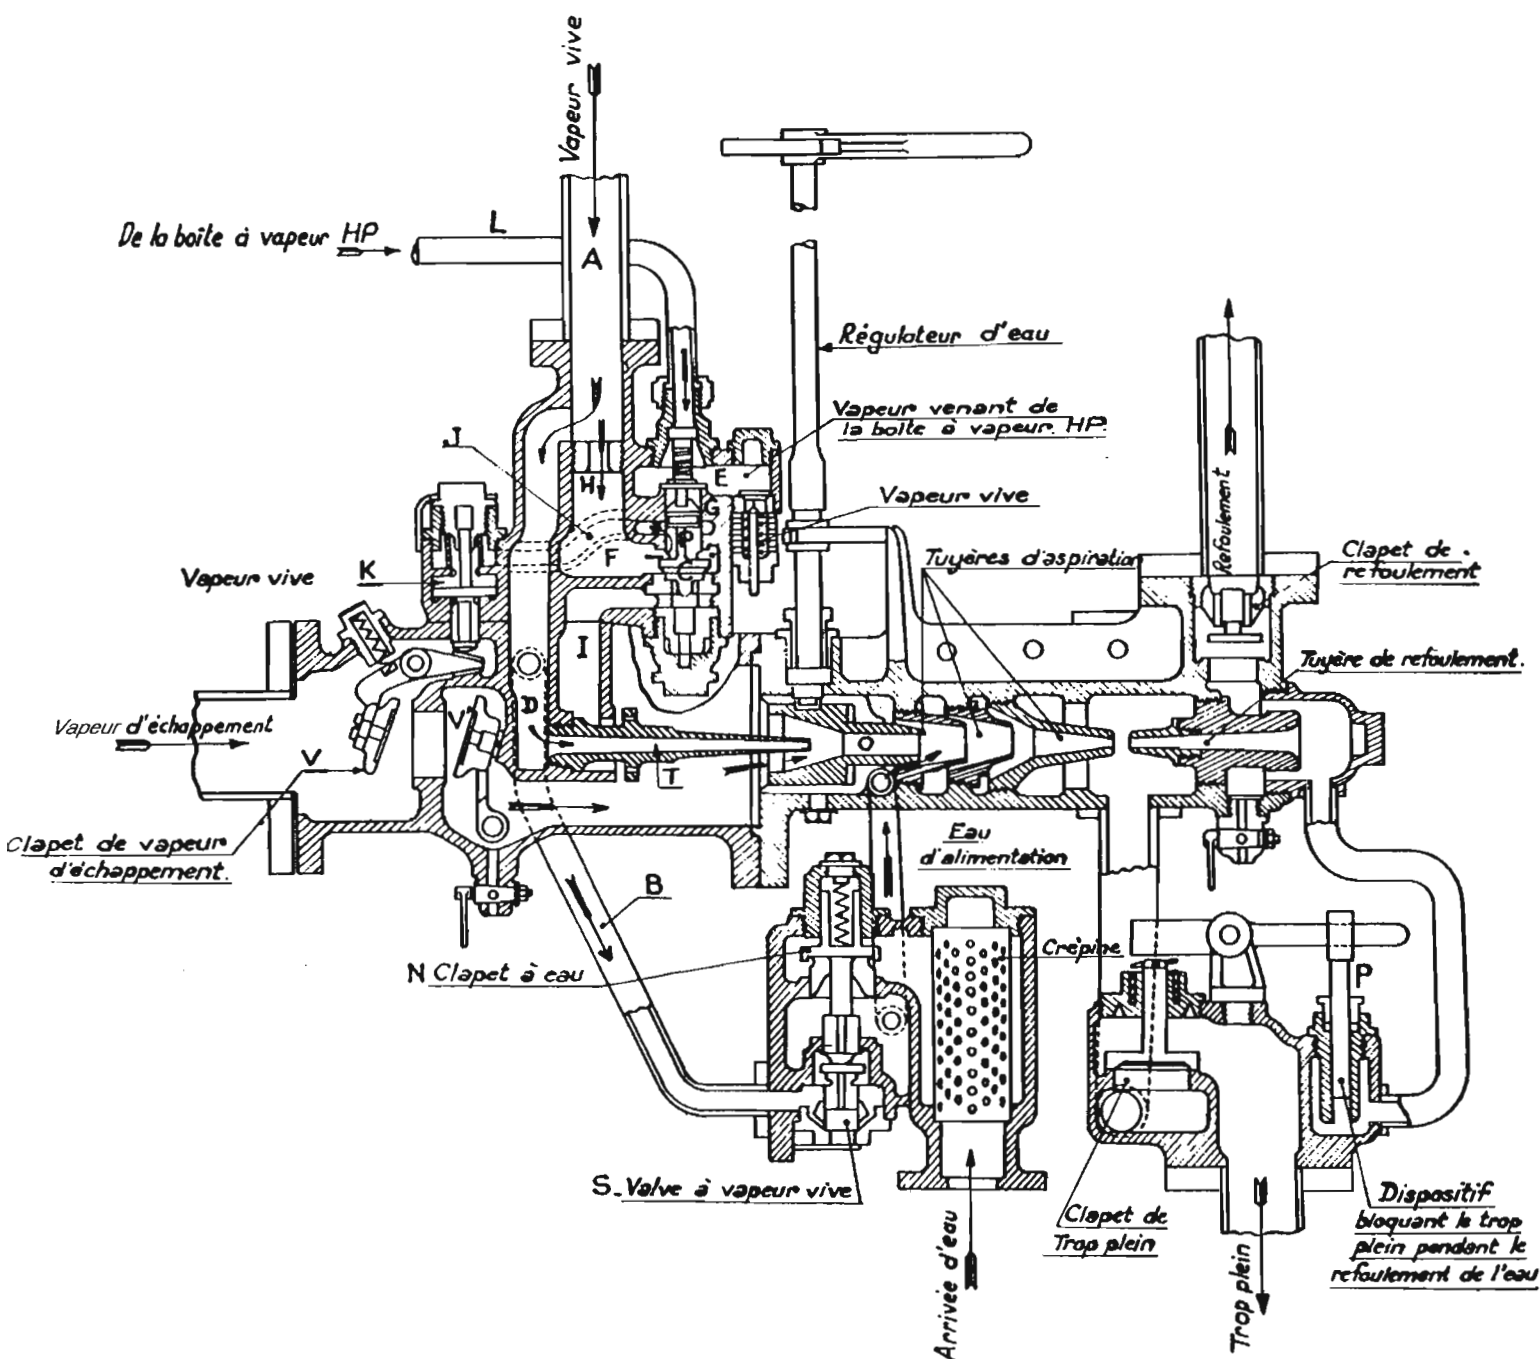 Vapeur vive
L
De la boîte à vapeur HP
A
Régulateur d'eau
Refoulement
Vapeur venant de
la boîte à vapeur HP.
J
E
H
G
Vapeur vive
P
F
C
Tuyères d'aspiration
Clapet de
refoulement
Vapeur vive
K
I
Tuyère de refoulement.
D
V'
Vapeur d'échappement
V
T
Clapet de vapeur
d'échappement.
Eau
d'alimentation
B
N Clapet à eau
Crépine
P
S. Valve à vapeur vive
Clapet de
Trop plein
Dispositif
bloquant le trop
plein pendant le
refoulement de l'eau
Arrivée d'eau
Trop plein